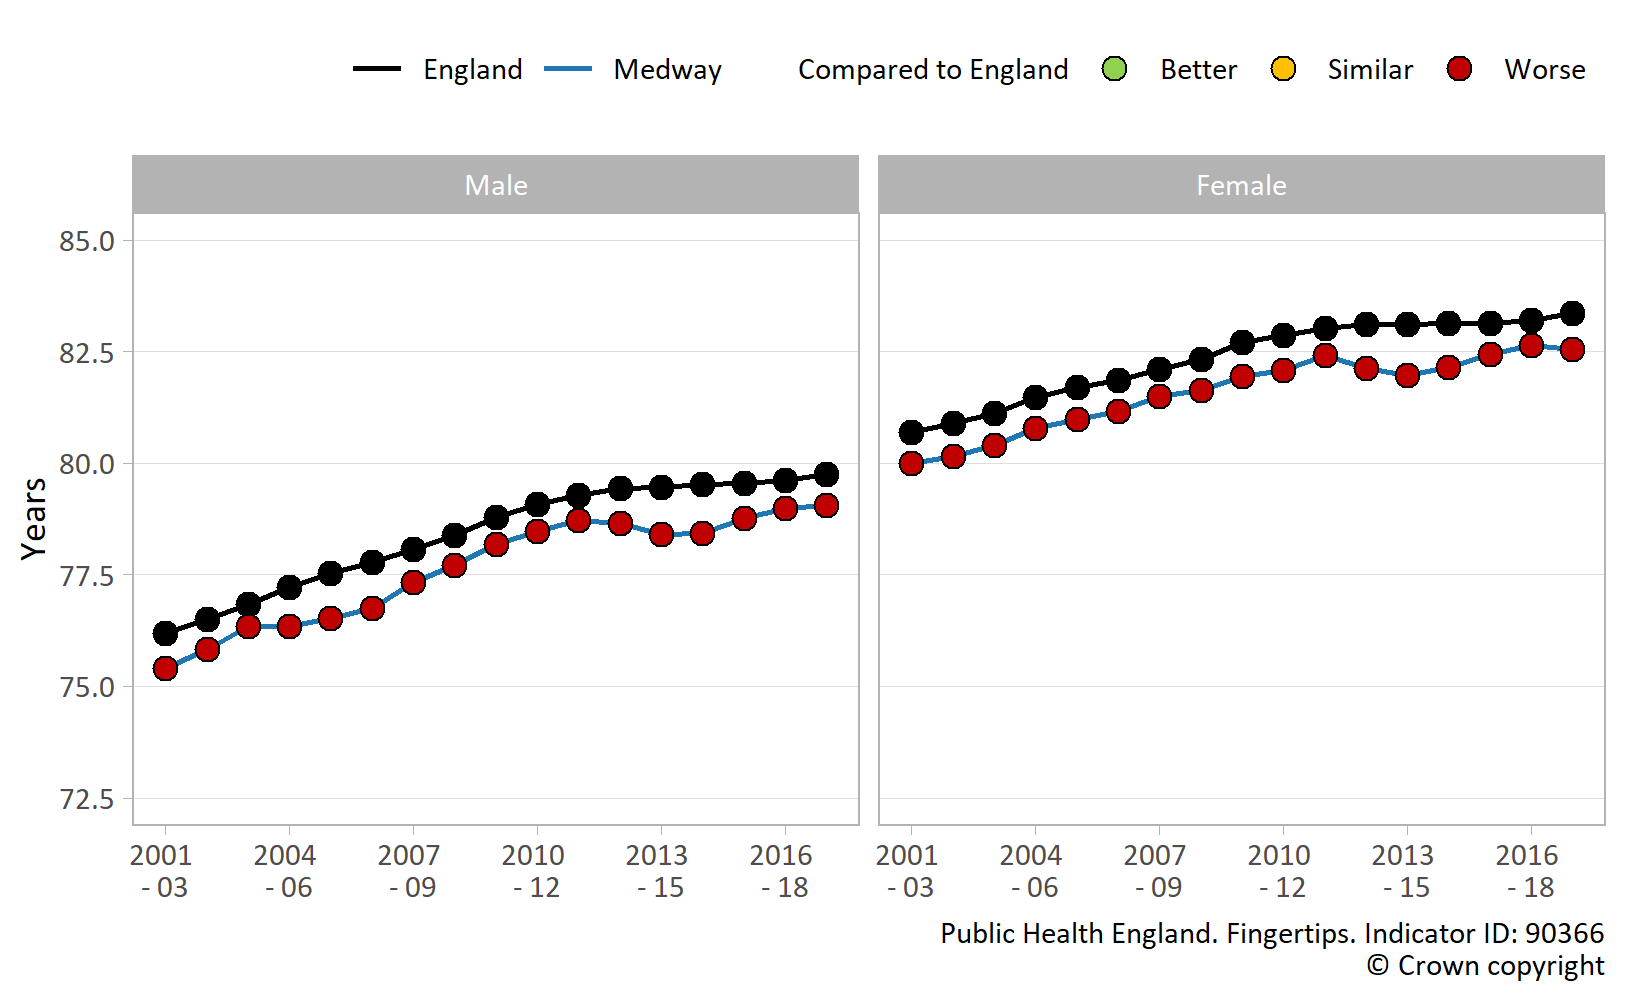 England Medway Compared to England Better Similar Worse
Male Female
85.0
82.5
80.0
77.5
75.0
72.5
Years
2001 2004 2007 2010 2013 2016 2001 2004 2007 2010 2013 2016
- 03 - 06 - 09 - 12 - 15 - 18 - 03 - 06 - 09 - 12 - 15 - 18
Public Health England. Fingertips. Indicator ID: 90366
© Crown copyright